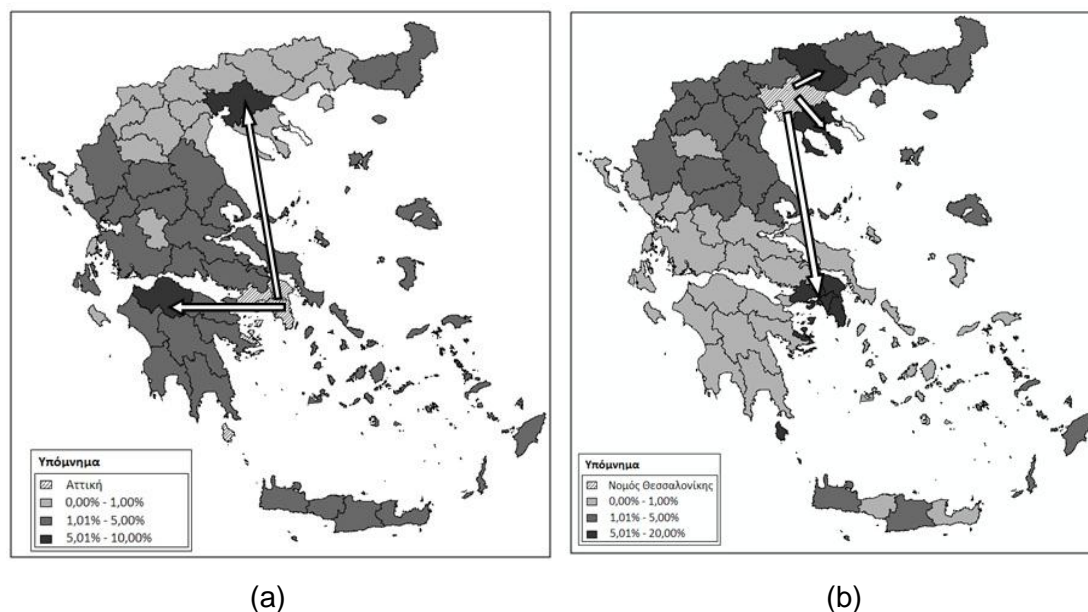 Υπόμνημα
Αττική
0,00% - 1,00%
1,01% - 5,00%
5,01% - 10,00%
Υπόμνημα
Νομός Θεσσαλονίκης
0,00% - 1,00%
1,01% - 5,00%
5,01% - 20,00%
(a)
(b)